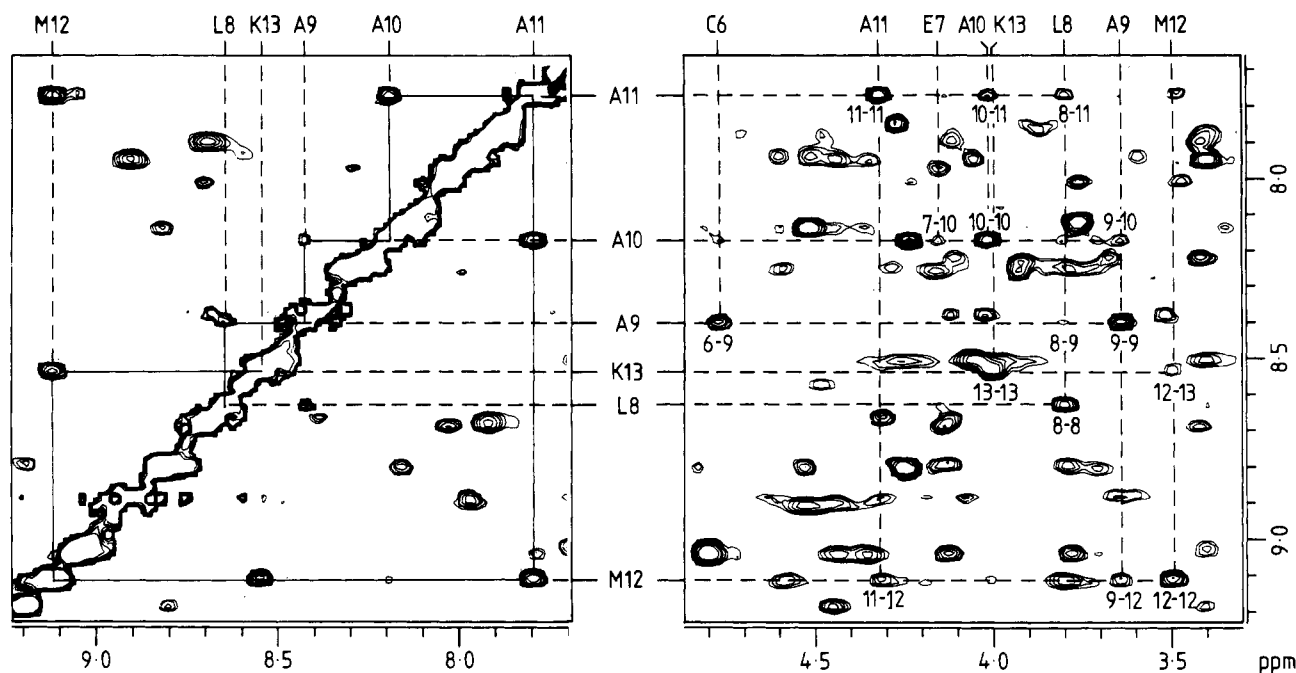 M12 L8 K13 A9 A10 A11
C6 A11 E7 A10 K13 L8 A9 M12
A11
11-11 10-11 8-11
8·0
7-10 10-10 9-10
A10
A9
6-9 8-9 9-9
8·5
K13
13-13 12-13
L8
8-8
9·0
M12
11-12 9-12 12-12
9·0 8·5 8·0
4·5 4·0 3·5 ppm